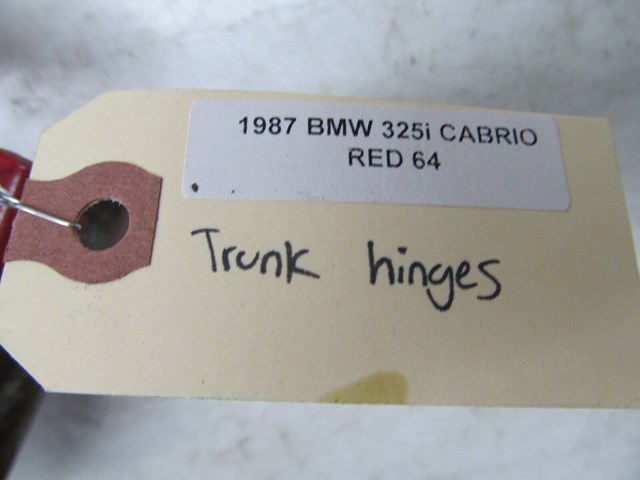 1987 BMW 325i CABRIO
RED 64
Trunk hinges